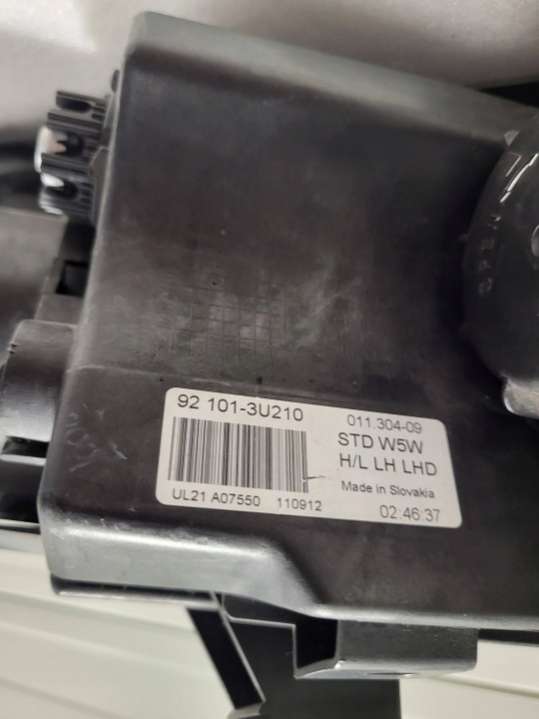 92 101-3U210
011.304-09
STD W5W
H/L LH LHD
Made in Slovakia
UL21 A07550 110912
02:46:37